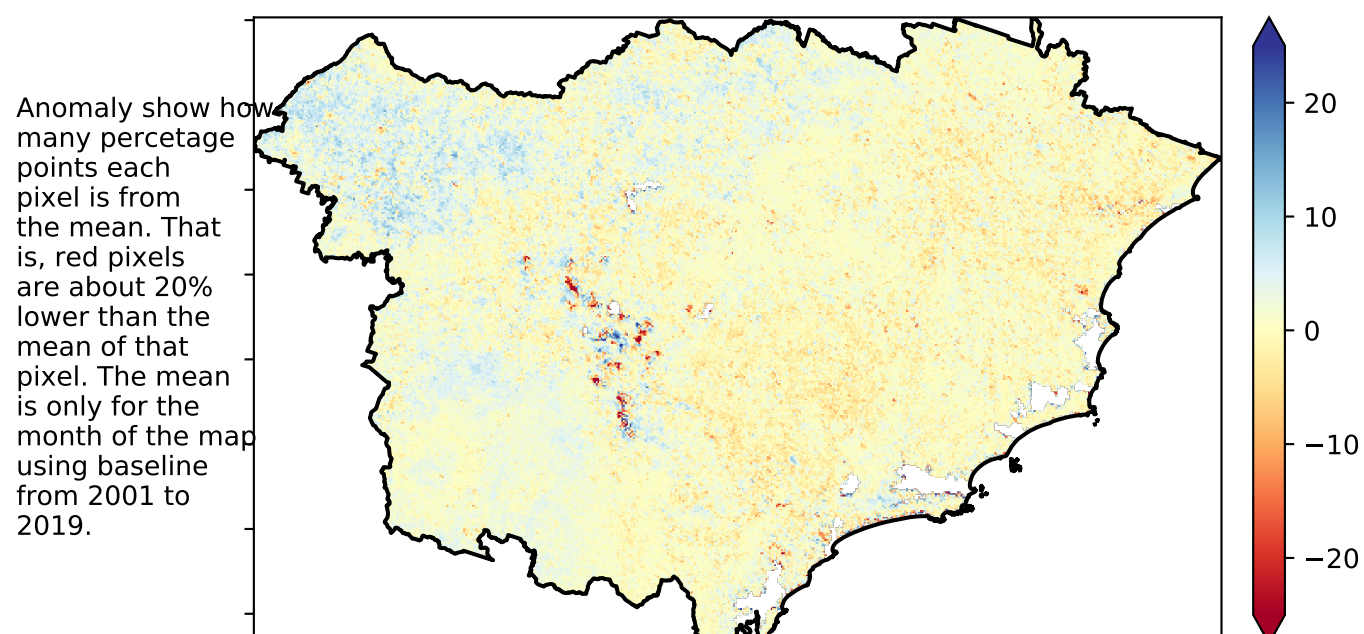 Anomaly show how
many percetage
points each
pixel is from
the mean. That
is, red pixels
are about 20%
lower than the
mean of that
pixel. The mean
is only for the
month of the map
using baseline
from 2001 to
2019.
20
10
0
−10
−20